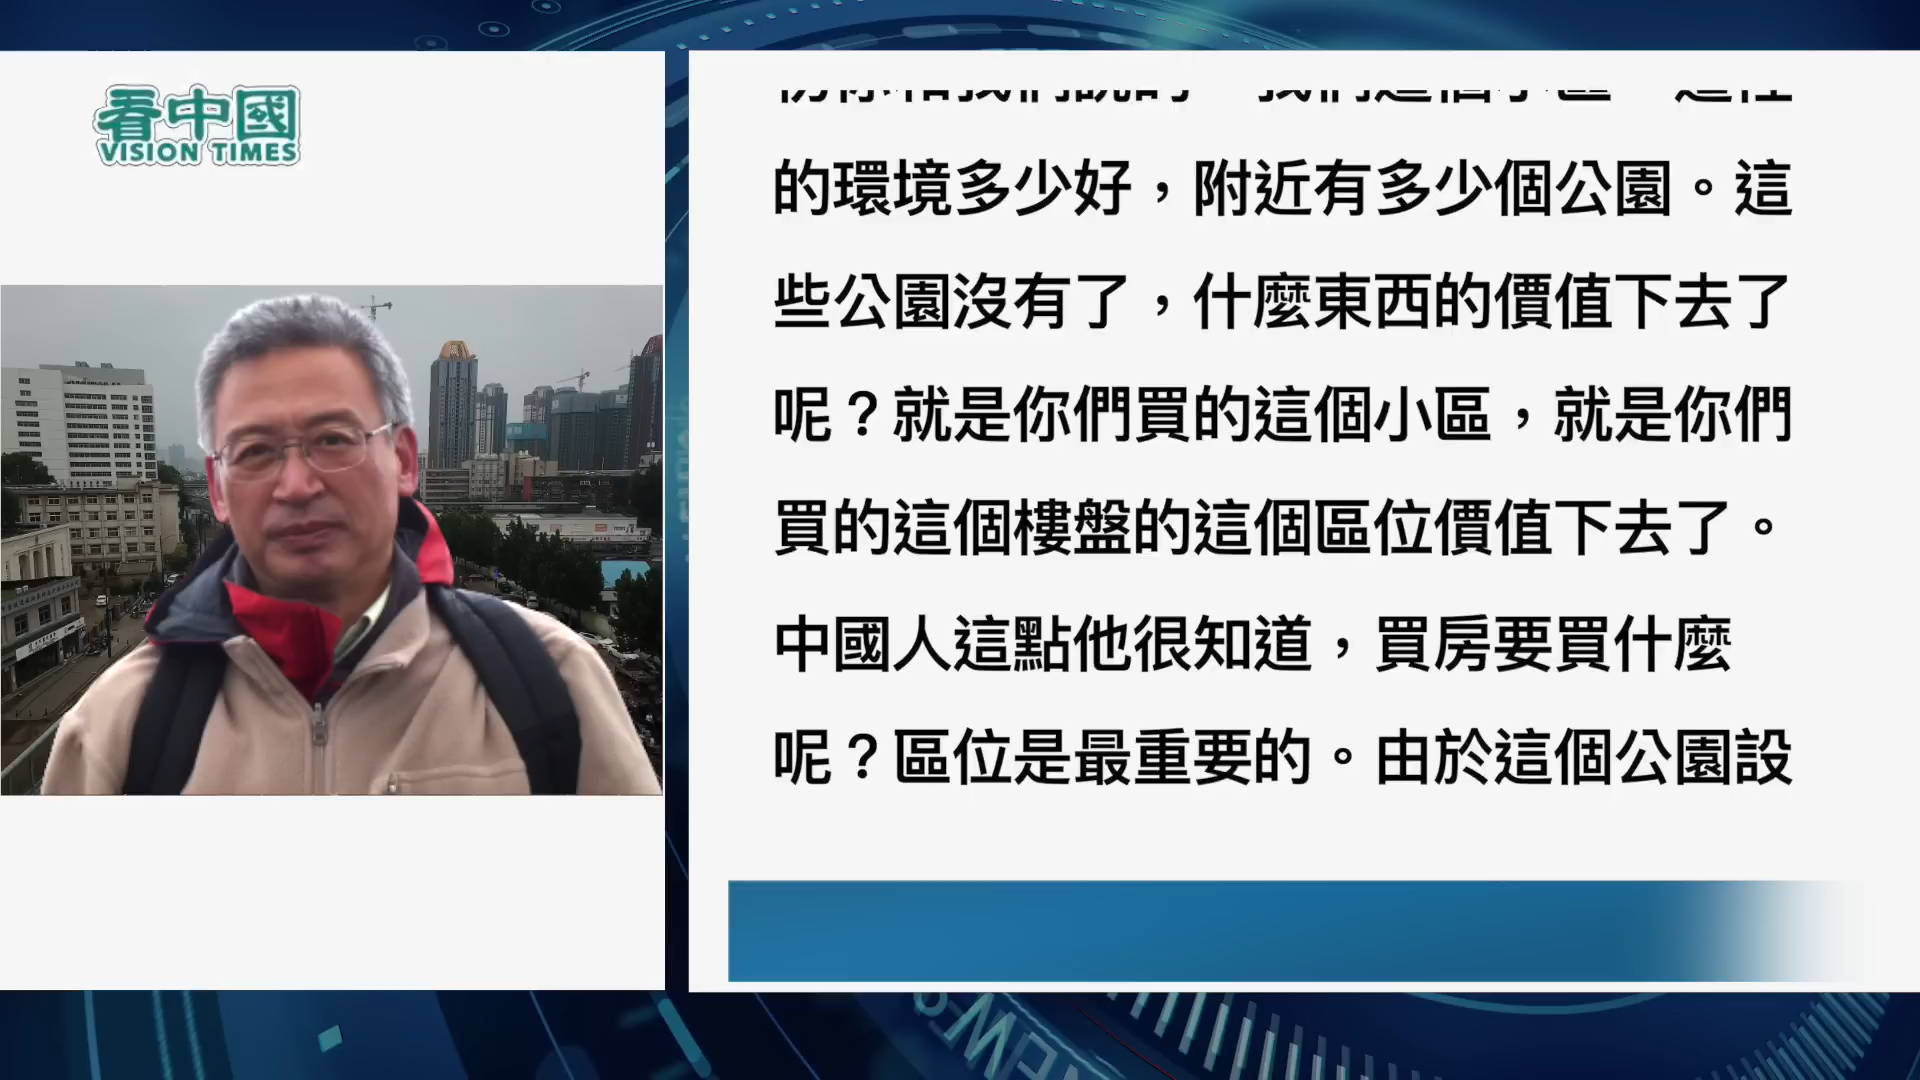 看中國
VISION TIMES
的環境多少好，附近有多少個公園。這
些公園沒有了，什麼東西的價值下去了
呢？就是你們買的這個小區，就是你們
買的這個樓盤的這個區位價值下去了。
中國人這點他很知道，買房要買什麼
呢？區位是最重要的。由於這個公園設
NEWS